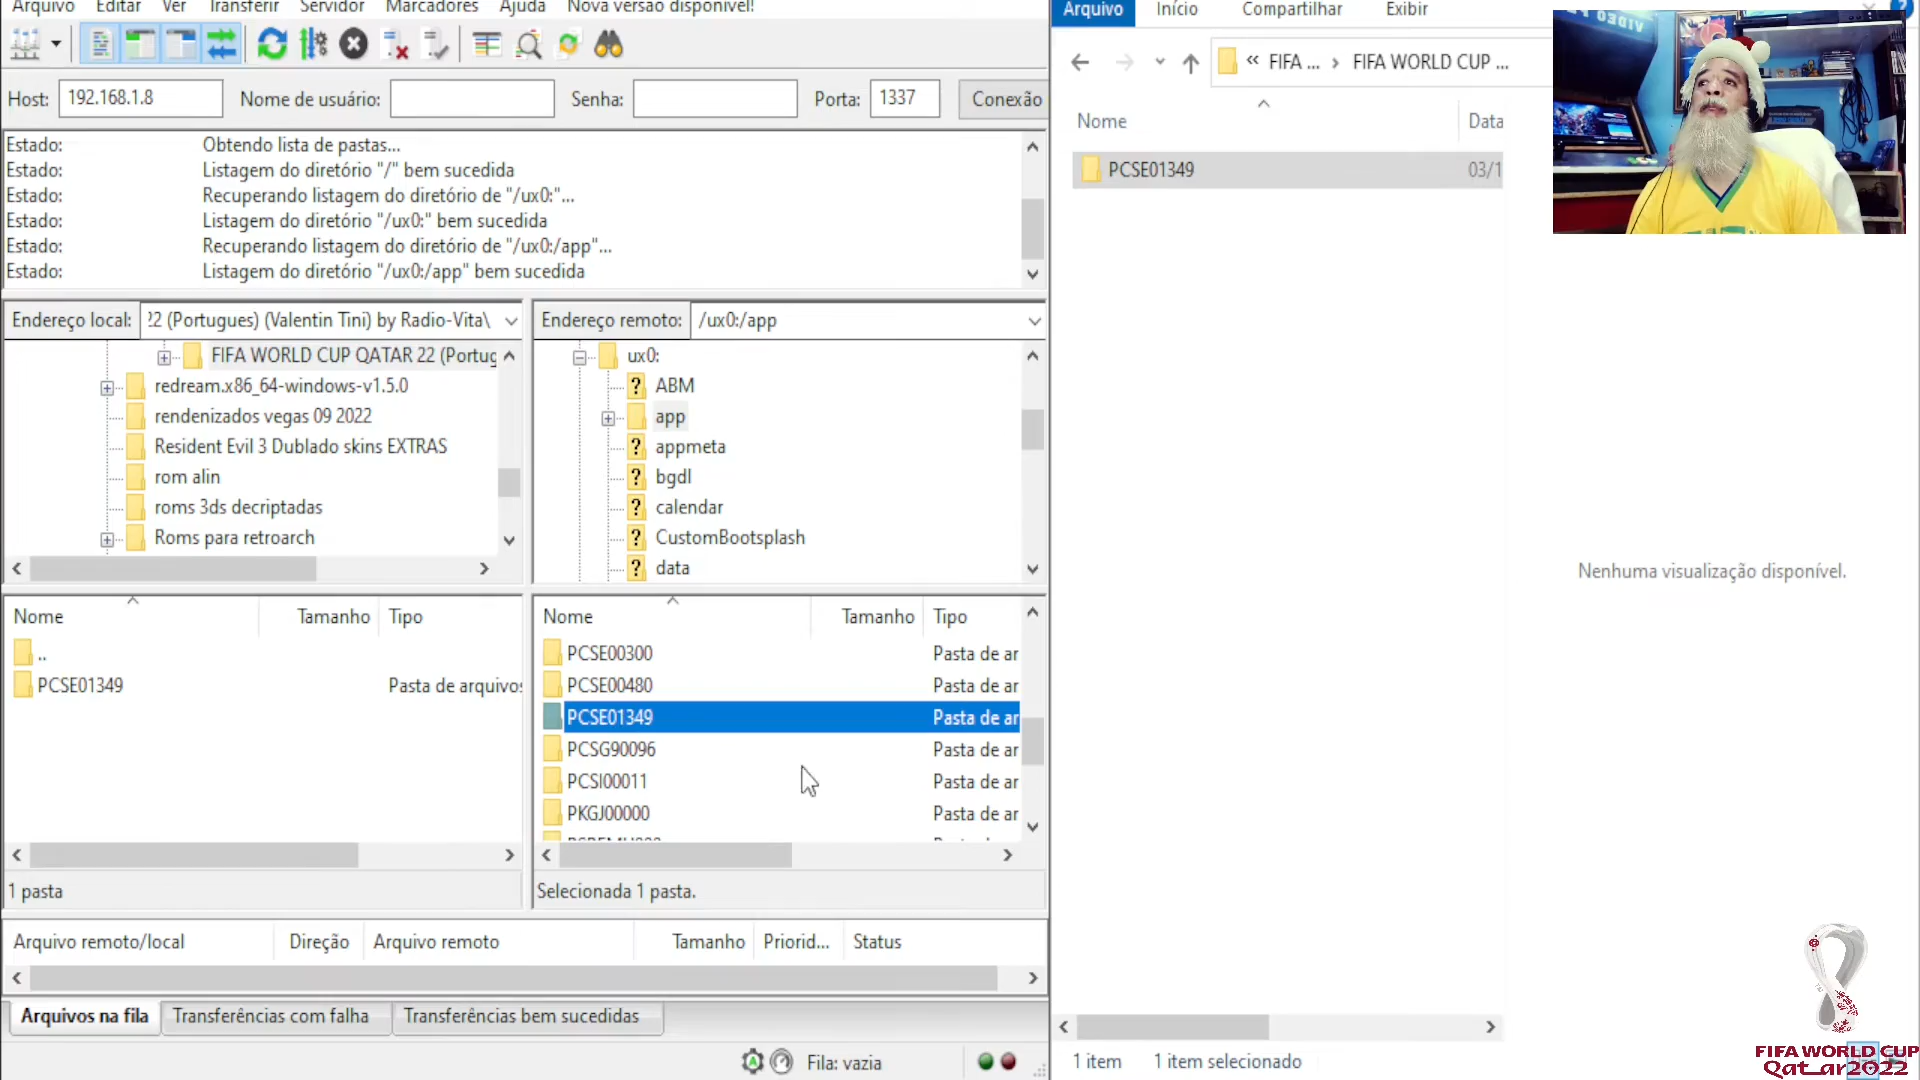 Arquivo Editar Ver Transferir Servidor Marcadores Ajuda Nova versão disponível!
Host: 192.168.1.8 Nome de usuário: Senha: Porta: 1337 Conexão
Estado: Obtendo lista de pastas...
Estado: Listagem do diretório "/" bem sucedida
Estado: Recuperando listagem do diretório de "/ux0:"...
Estado: Listagem do diretório "/ux0:" bem sucedida
Estado: Recuperando listagem do diretório de "/ux0:/app"...
Estado: Listagem do diretório "/ux0:/app" bem sucedida
Endereço local: 22 (Portugues) (Valentin Tini) by Radio-Vita\
FIFA WORLD CUP QATAR 22 (Portug
redream.x86_64-windows-v1.5.0
rendenizados vegas 09 2022
Resident Evil 3 Dublado skins EXTRAS
rom alin
roms 3ds decriptadas
Roms para retroarch
Endereço remoto: /ux0:/app
ux0:
ABM
app
appmeta
bgdl
calendar
CustomBootsplash
data
Nome Tamanho Tipo
..
PCSE01349 Pasta de arquivos
1 pasta
Nome Tamanho Tipo
PCSE00300 Pasta de ar
PCSE00480 Pasta de ar
PCSE01349 Pasta de ar
PCSG90096 Pasta de ar
PCSI00011 Pasta de ar
PKGJ00000 Pasta de ar
Selecionada 1 pasta.
Arquivo remoto/local Direção Arquivo remoto Tamanho Priorid... Status
Arquivos na fila Transferências com falha Transferências bem sucedidas
Fila: vazia
Arquivo Início Compartilhar Exibir
« FIFA ... › FIFA WORLD CUP ...
Nome Data
PCSE01349 03/1
Nenhuma visualização disponível.
1 item 1 item selecionado
FIFA WORLD CUP
Qatar2022